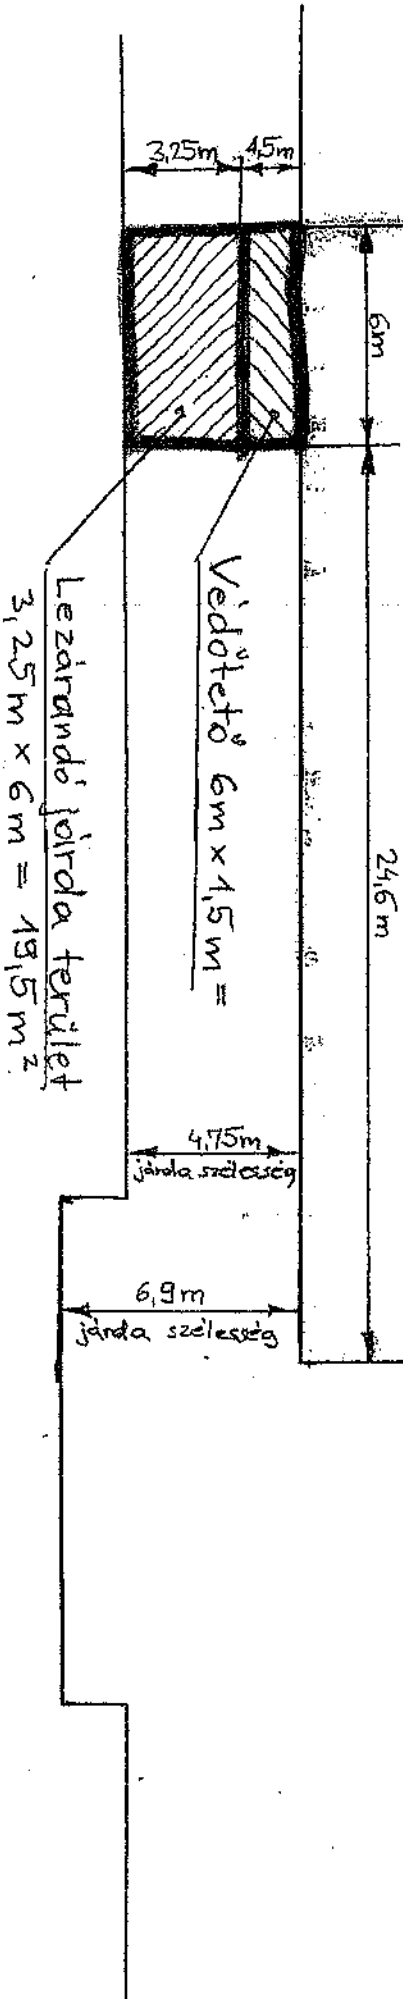 3,25m
1,5m
6m
24,6m
Védőtető 6m × 1,5m =
Lezárandó járda terület
3,25m × 6m = 19,5m²
4,75m
járda szélesség
6,9m
járda szélesség